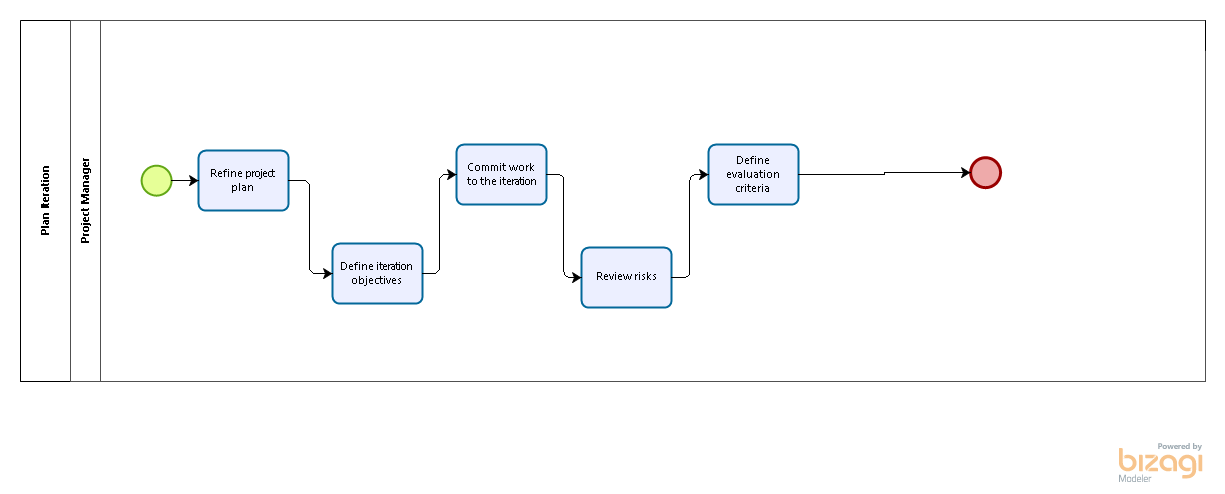 Plan Iteration
Project Manager
Refine project
plan
Define iteration
objectives
Commit work
to the iteration
Review risks
Define
evaluation
criteria
Powered by
bizagi
Modeler